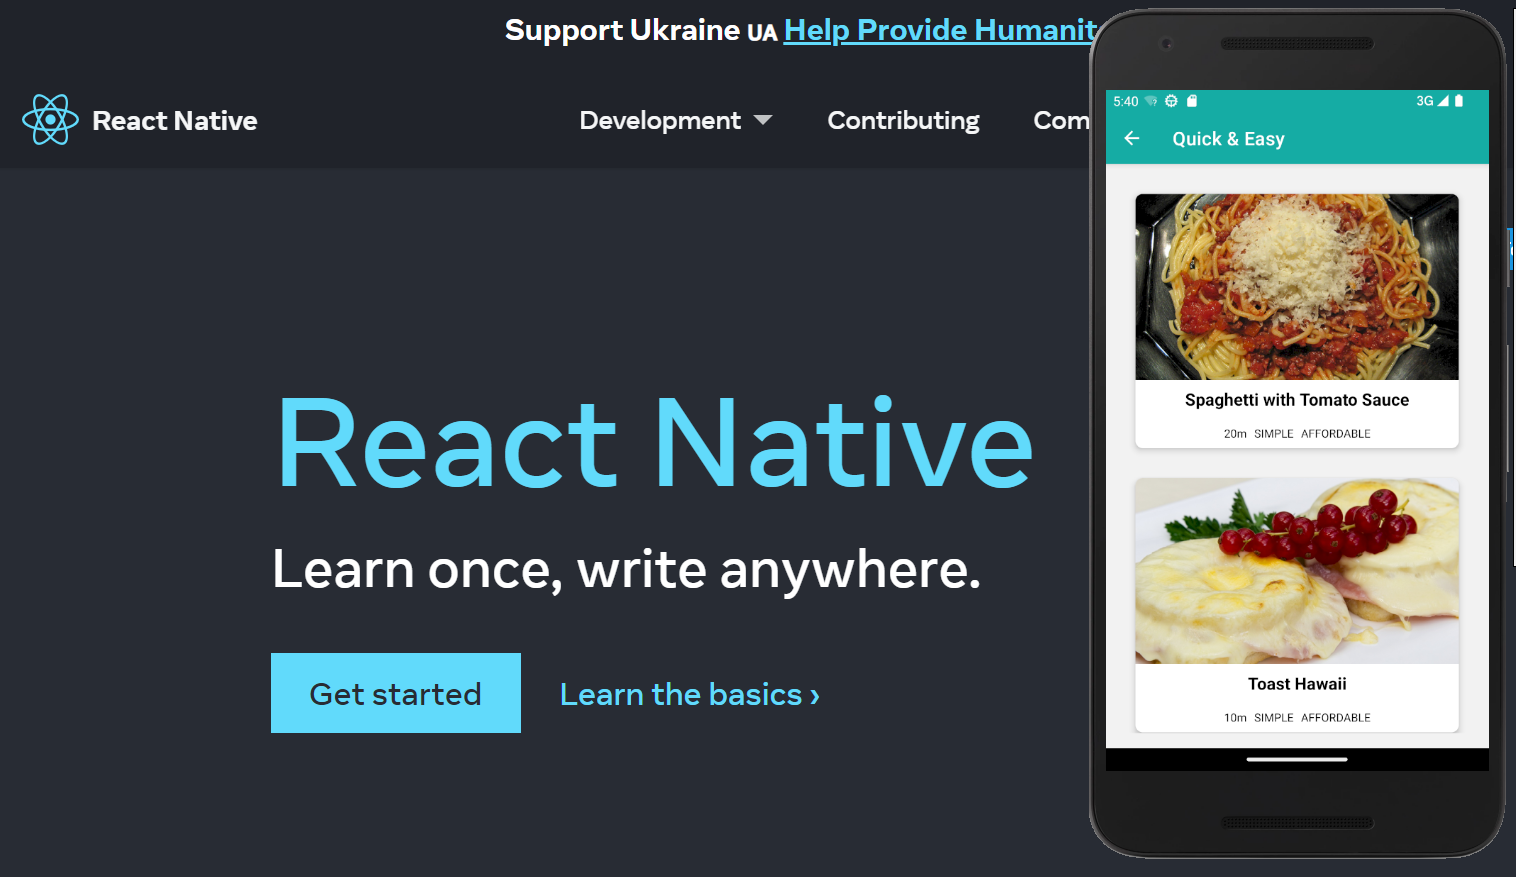 Support Ukraine UA Help Provide Humanit
React Native
Development
Contributing
Com
React Native
Learn once, write anywhere.
Get started
Learn the basics ›
5:40
3G
Quick & Easy
Spaghetti with Tomato Sauce
20m SIMPLE AFFORDABLE
Toast Hawaii
10m SIMPLE AFFORDABLE